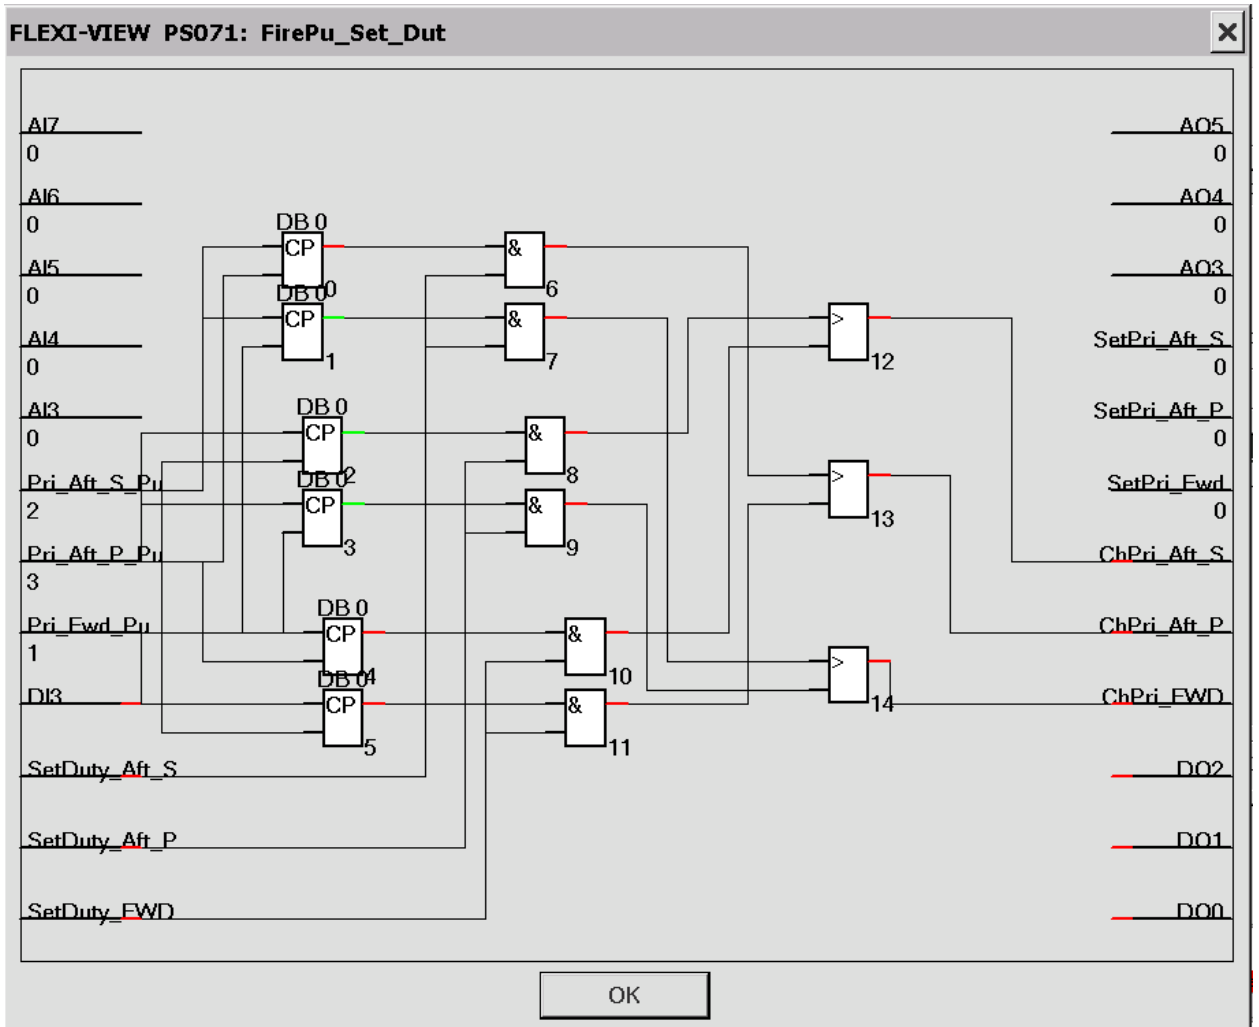 FLEXI-VIEW PS071: FirePu_Set_Dut
AI7
0
AI6
0
AI5
0
AI4
0
AI3
0
Pri_Aft_S_Pu
2
Pri_Aft_P_Pu
3
Pri_Fwd_Pu
1
DI3
SetDuty_Aft_S
SetDuty_Aft_P
SetDuty_FWD
DB 0
CP
0
DB 0
CP
1
DB 0
CP
2
DB 0
CP
3
DB 0
CP
4
DB 0
CP
5
&
6
&
7
&
8
&
9
&
10
&
11
>
12
>
13
>
14
AO5
0
AO4
0
AO3
0
SetPri_Aft_S
0
SetPri_Aft_P
0
SetPri_Fwd
0
ChPri_Aft_S
ChPri_Aft_P
ChPri_FWD
DO2
DO1
DO0
OK